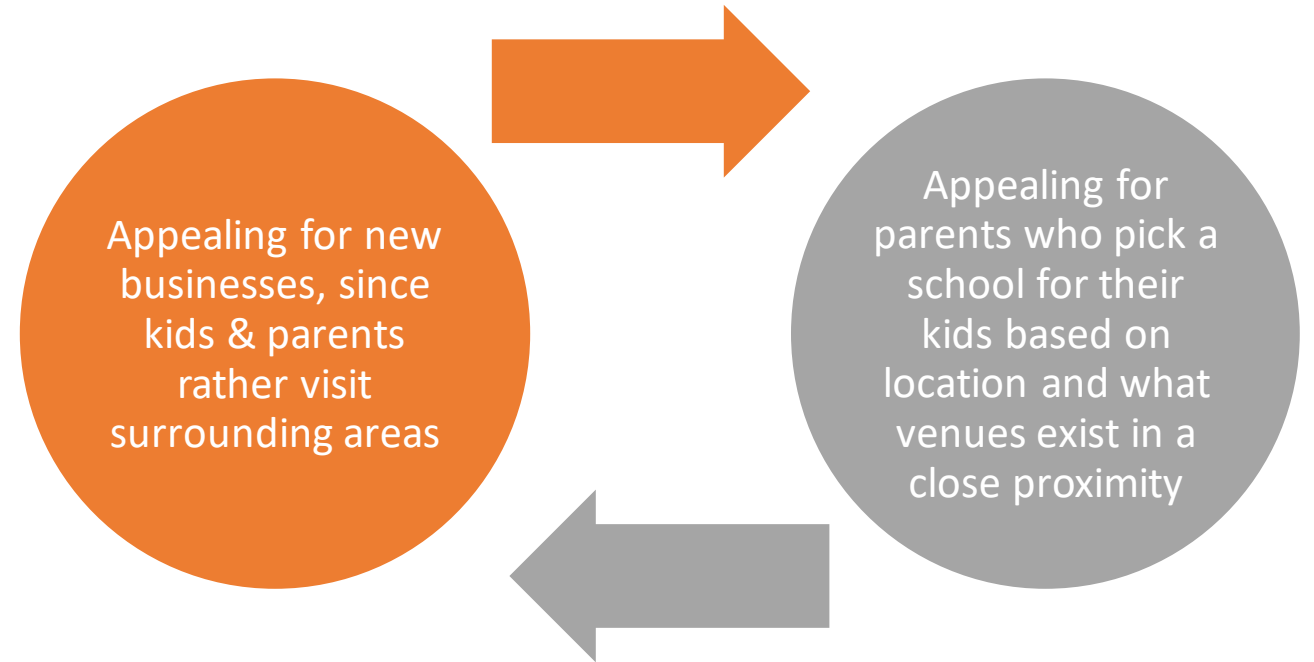 Appealing for new
businesses, since
kids & parents
rather visit
surrounding areas
Appealing for
parents who pick a
school for their
kids based on
location and what
venues exist in a
close proximity